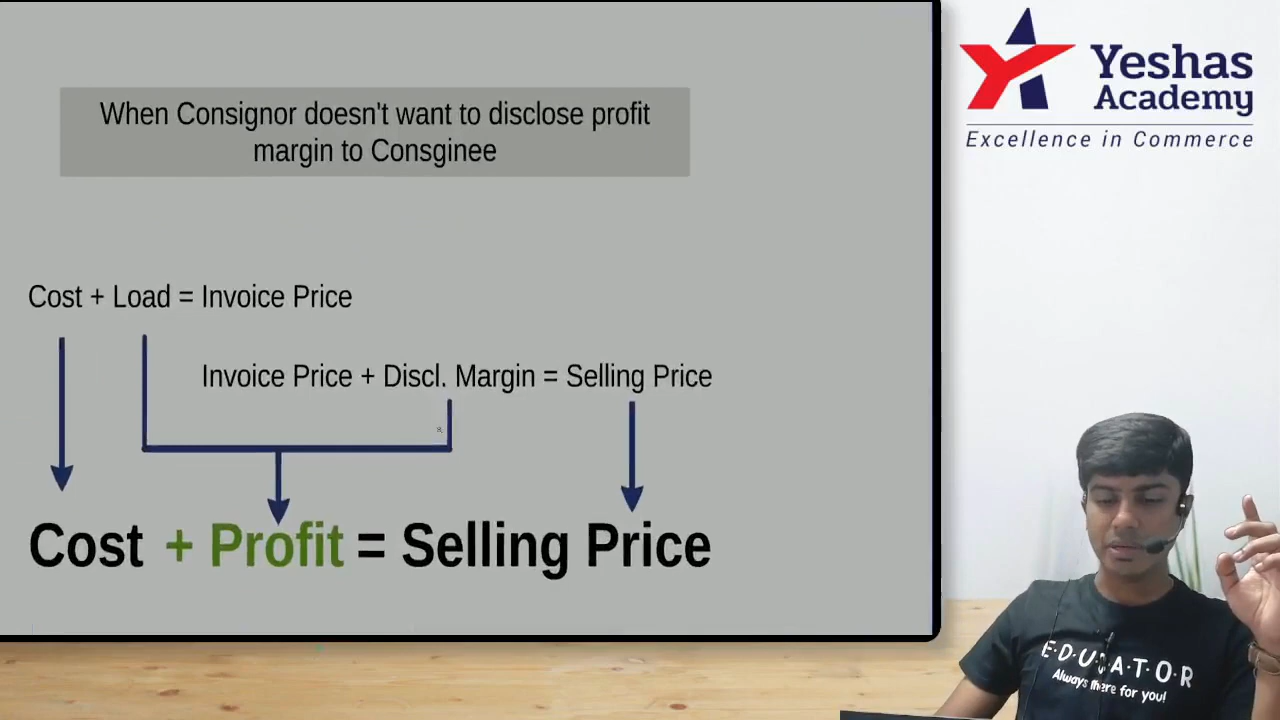 When Consignor doesn't want to disclose profit
margin to Consginee
Cost + Load = Invoice Price
Invoice Price + Discl. Margin = Selling Price
Cost + Profit = Selling Price
Yeshas
Academy
Excellence in Commerce
E·D·U·C·A·T·O·R
Always There for you!